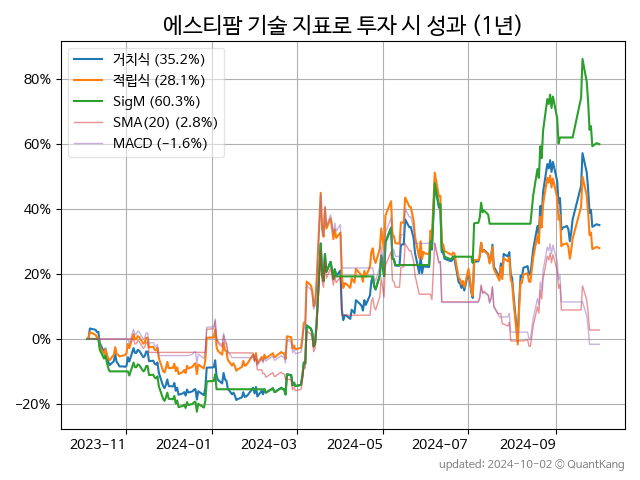 에스티팜 기술 지표로 투자 시 성과 (1년)
거치식 (35.2%)
적립식 (28.1%)
SigM (60.3%)
SMA(20) (2.8%)
MACD (-1.6%)
80%
60%
40%
20%
0%
-20%
2023-11 2024-01 2024-03 2024-05 2024-07 2024-09
updated: 2024-10-02 © QuantKang